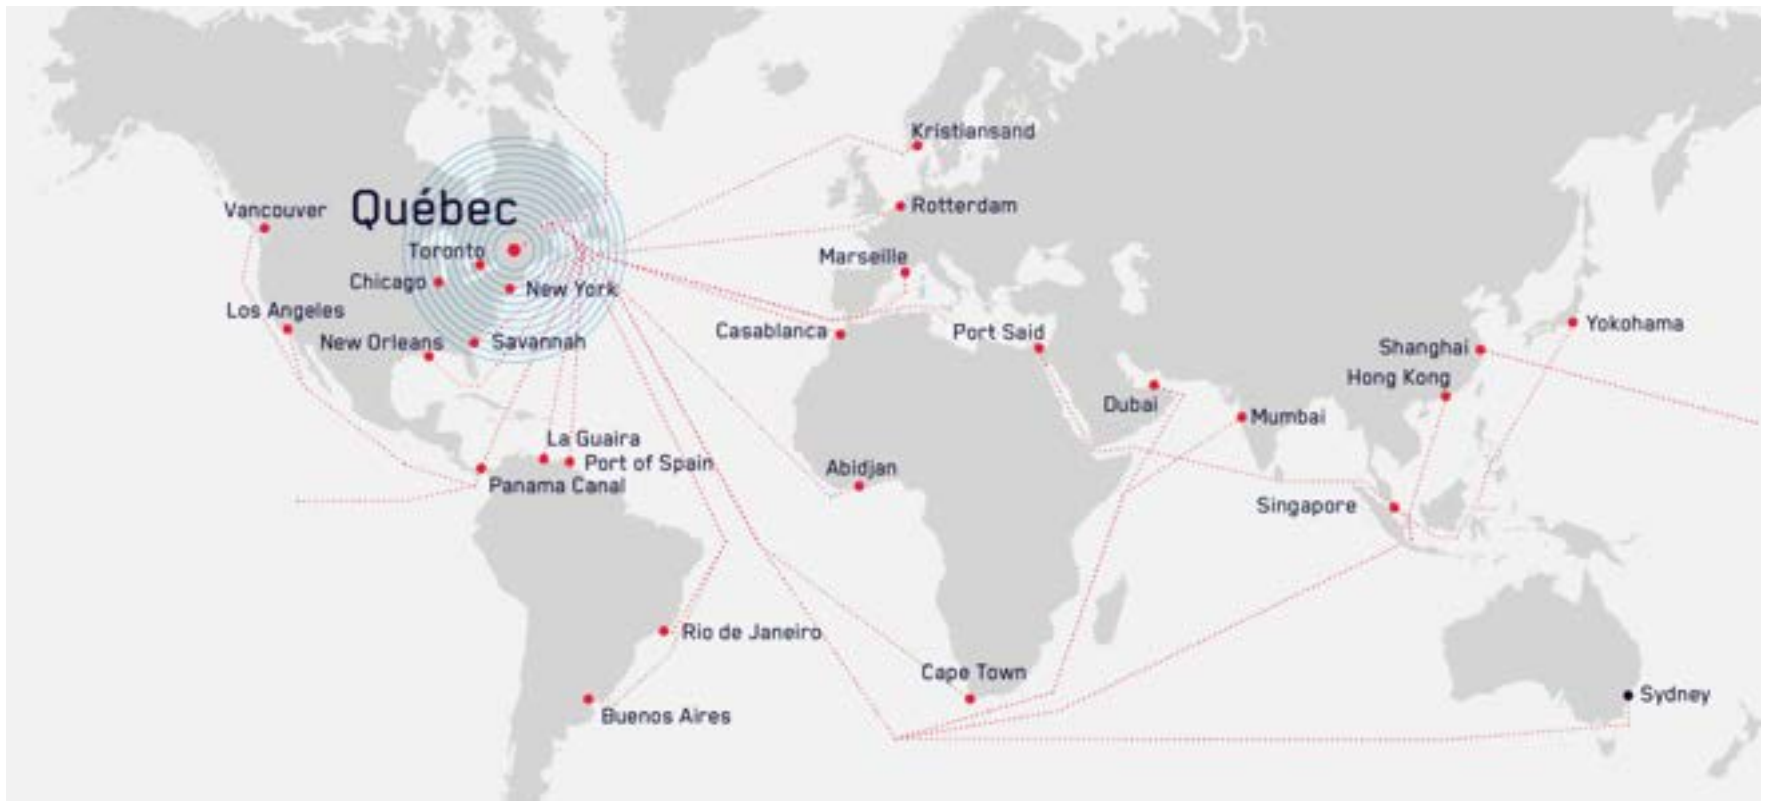 Kristiansand
Vancouver
Québec
Rotterdam
Toronto
Marseille
Chicago
New York
Los Angeles
New Orleans
Savannah
Casablanca
Port Said
Yokohama
Shanghai
Hong Kong
Dubai
Mumbai
La Guaira
Port of Spain
Abidjan
Panama Canal
Singapore
Rio de Janeiro
Cape Town
Sydney
Buenos Aires